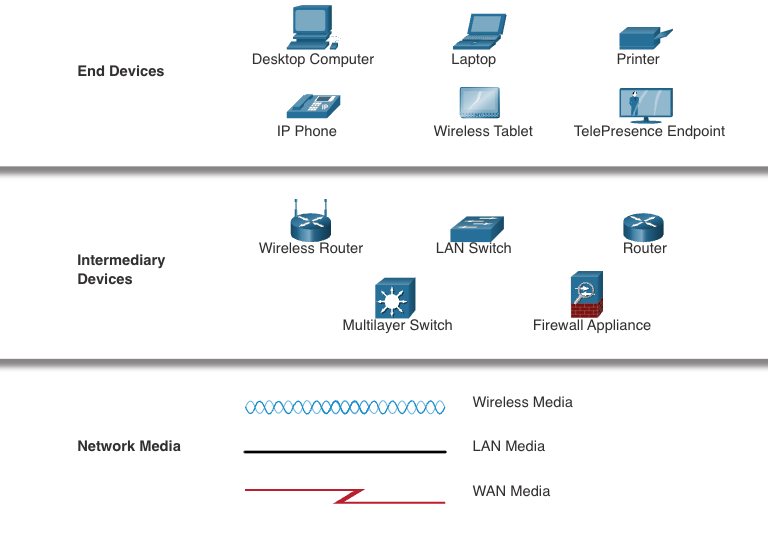 End Devices
Desktop Computer
Laptop
Printer
IP Phone
Wireless Tablet
TelePresence Endpoint
Intermediary
Devices
Wireless Router
LAN Switch
Router
Multilayer Switch
Firewall Appliance
Network Media
Wireless Media
LAN Media
WAN Media